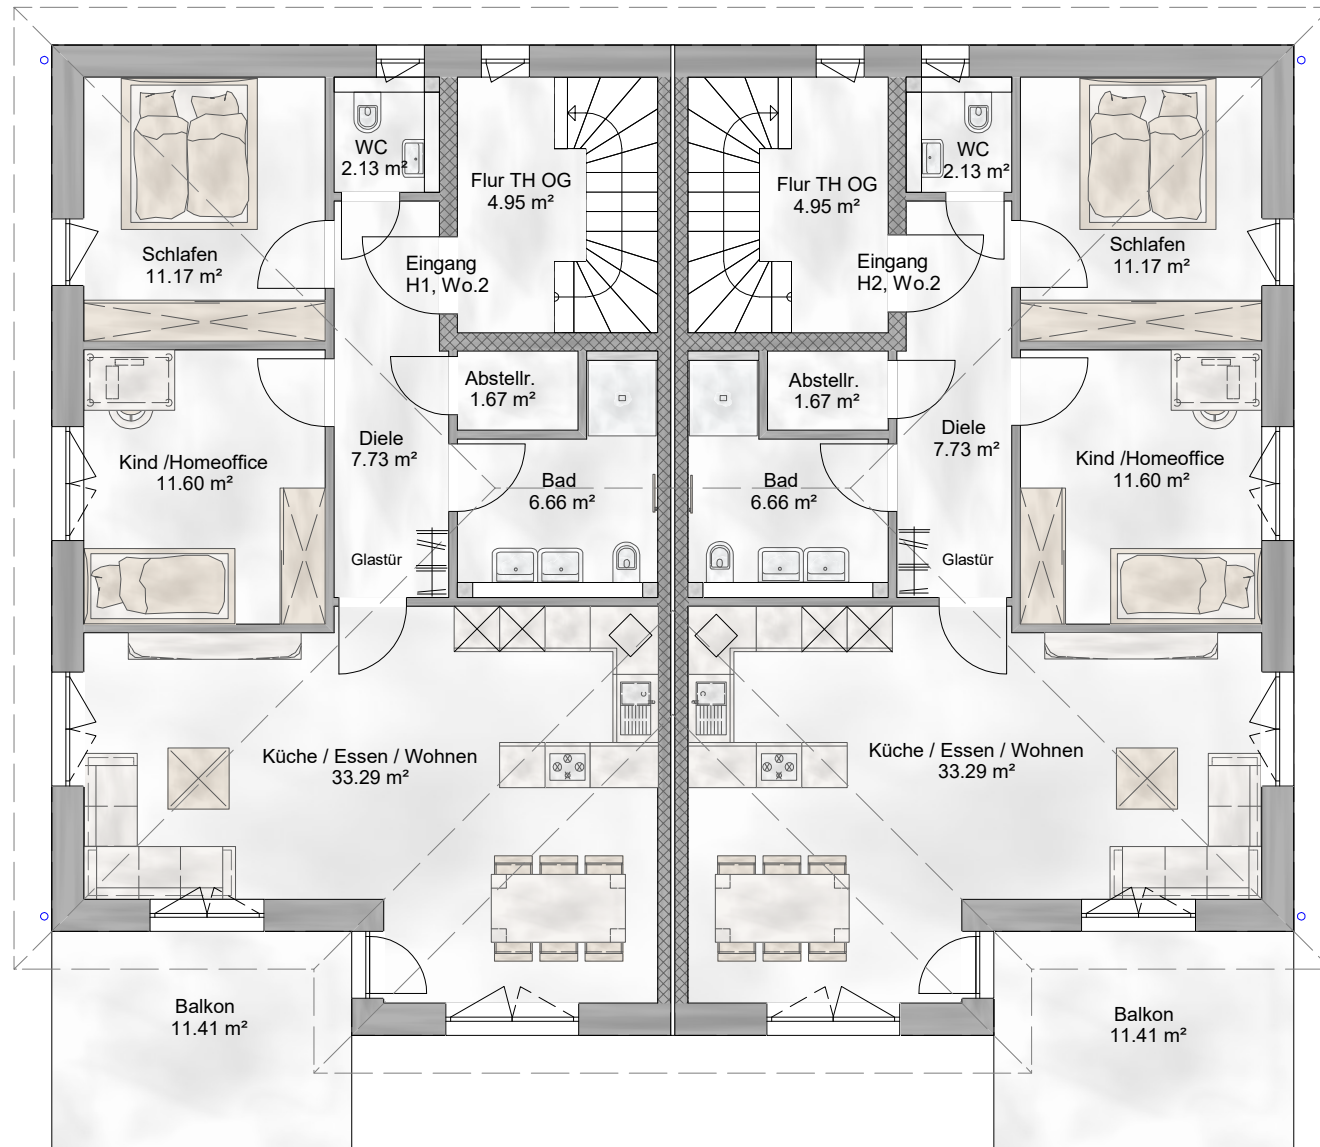 WC
2.13 m²
Flur TH OG
4.95 m²
Schlafen
11.17 m²
Eingang
H1, Wo.2
Abstellr.
1.67 m²
Diele
7.73 m²
Kind /Homeoffice
11.60 m²
Bad
6.66 m²
Glastür
Küche / Essen / Wohnen
33.29 m²
Balkon
11.41 m²
Flur TH OG
4.95 m²
WC
2.13 m²
Eingang
H2, Wo.2
Schlafen
11.17 m²
Abstellr.
1.67 m²
Diele
7.73 m²
Kind /Homeoffice
11.60 m²
Bad
6.66 m²
Glastür
Küche / Essen / Wohnen
33.29 m²
Balkon
11.41 m²